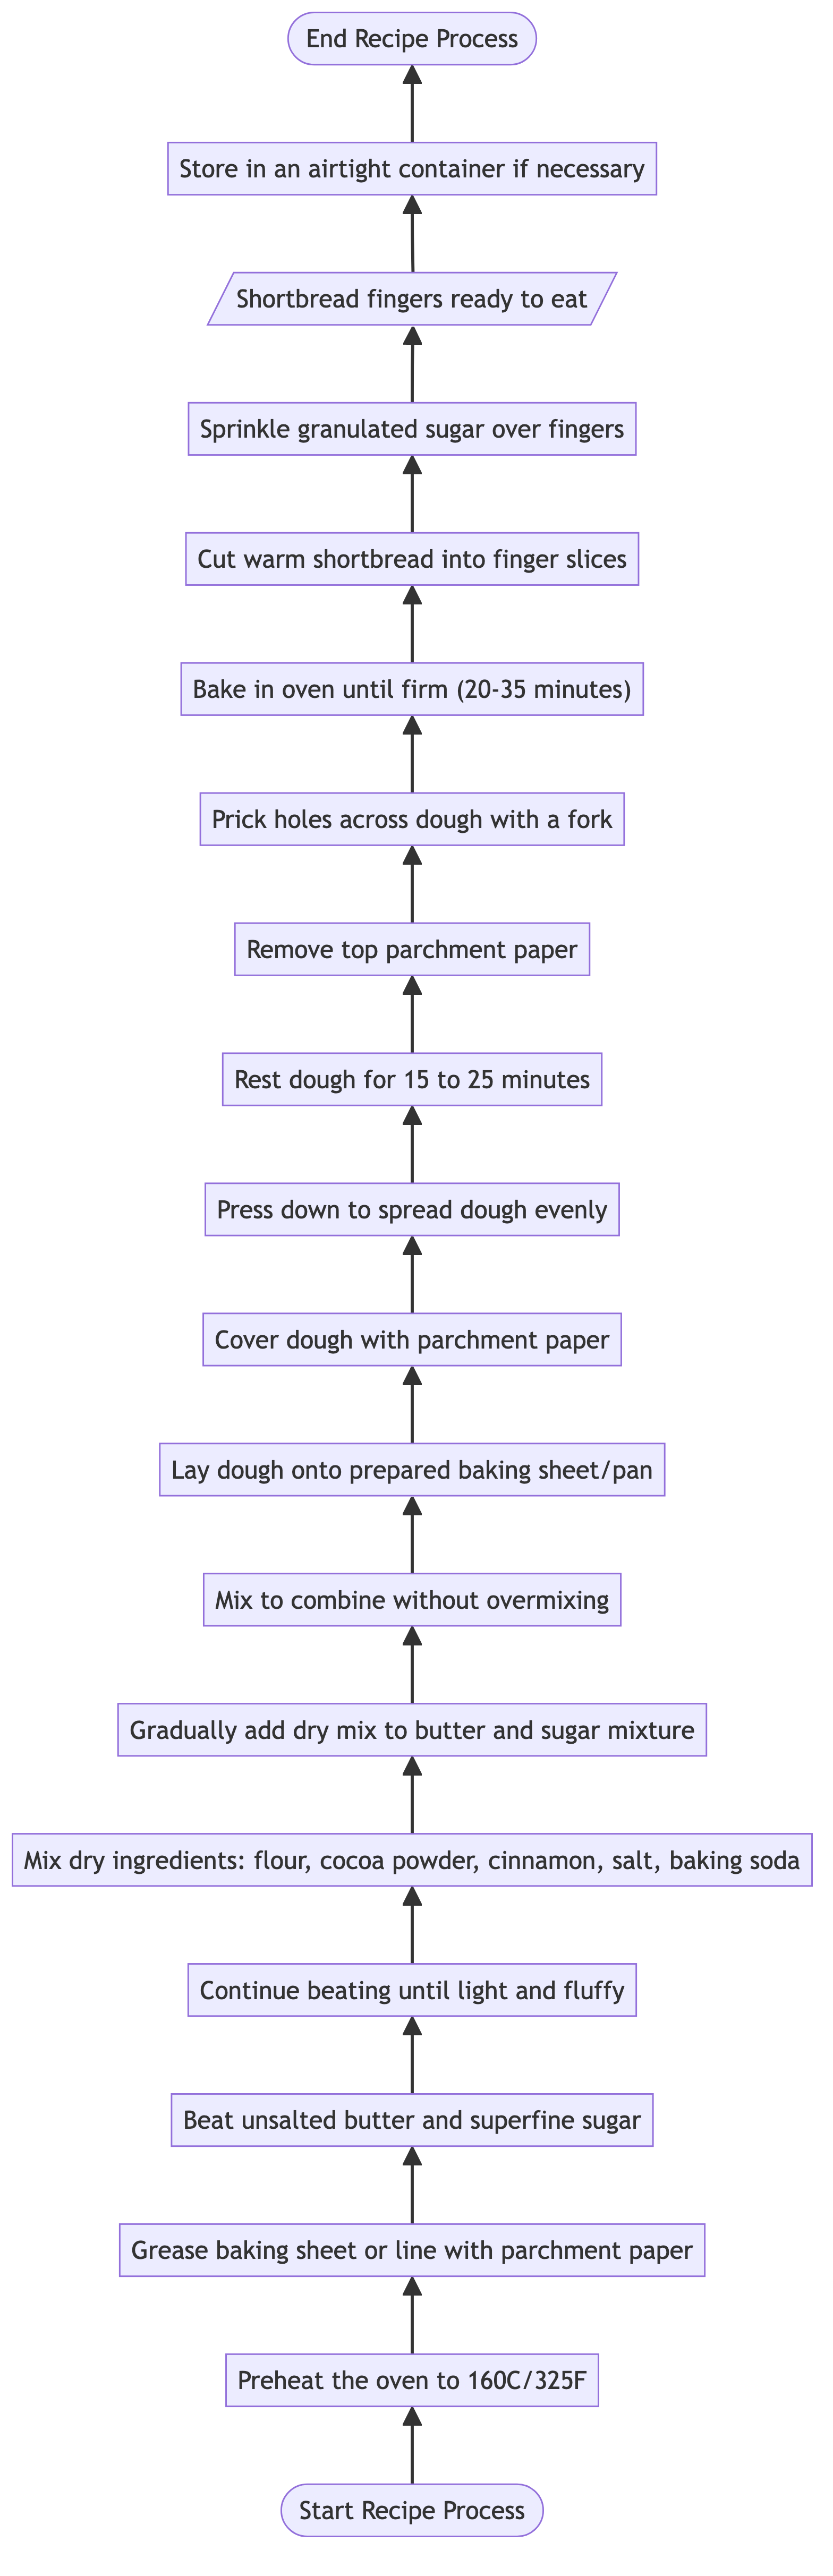 End Recipe Process
Store in an airtight container if necessary
Shortbread fingers ready to eat
Sprinkle granulated sugar over fingers
Cut warm shortbread into finger slices
Bake in oven until firm (20-35 minutes)
Prick holes across dough with a fork
Remove top parchment paper
Rest dough for 15 to 25 minutes
Press down to spread dough evenly
Cover dough with parchment paper
Lay dough onto prepared baking sheet/pan
Mix to combine without overmixing
Gradually add dry mix to butter and sugar mixture
Mix dry ingredients: flour, cocoa powder, cinnamon, salt, baking soda
Continue beating until light and fluffy
Beat unsalted butter and superfine sugar
Grease baking sheet or line with parchment paper
Preheat the oven to 160C/325F
Start Recipe Process